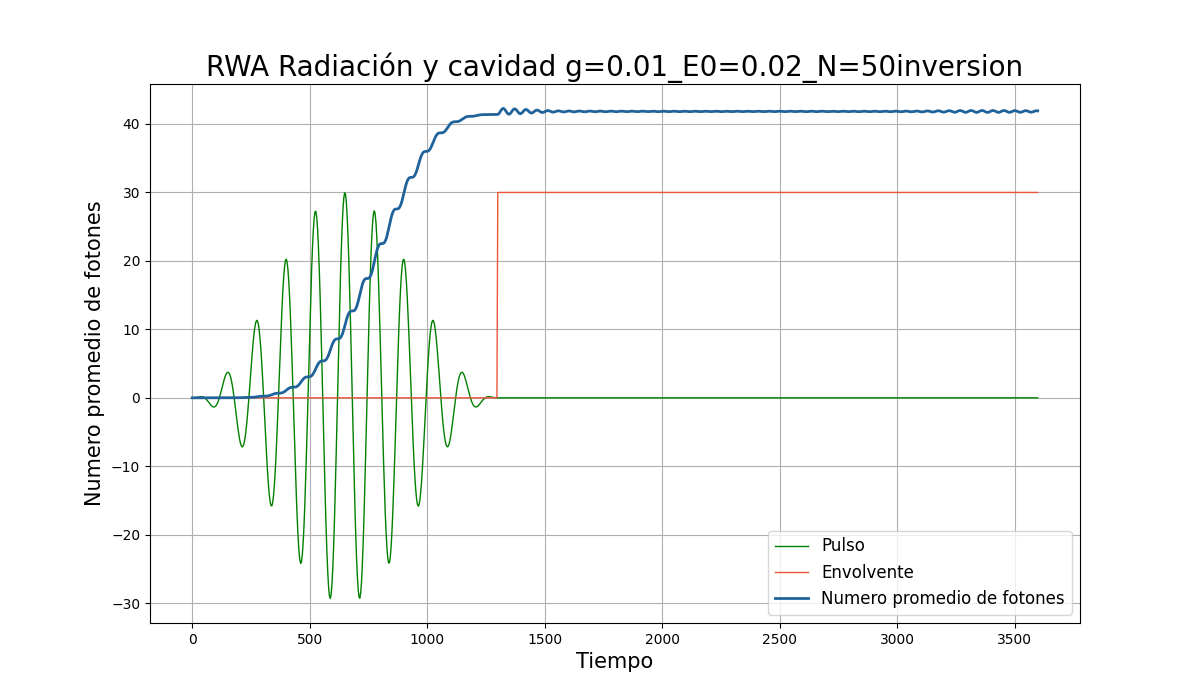 RWA Radiación y cavidad g=0.01_E0=0.02_N=50inversion
Numero promedio de fotones
40
30
20
10
0
−10
−20
−30
Pulso
Envolvente
Numero promedio de fotones
0 500 1000 1500 2000 2500 3000 3500
Tiempo